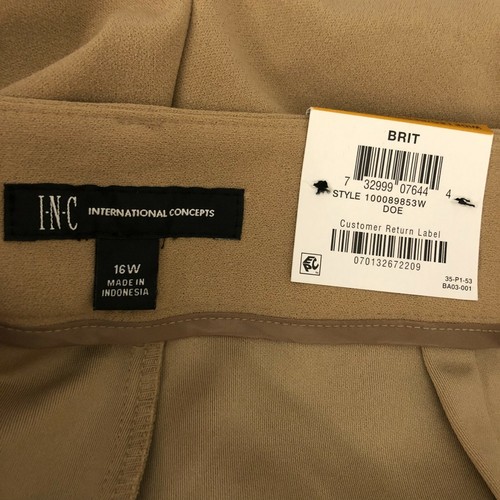 I·N·C INTERNATIONAL CONCEPTS
16W
MADE IN
INDONESIA
BRIT
7 32999 07644 4
STYLE 100089853W
DOE
Customer Return Label
070132672209
35-P1-53
BA03-001